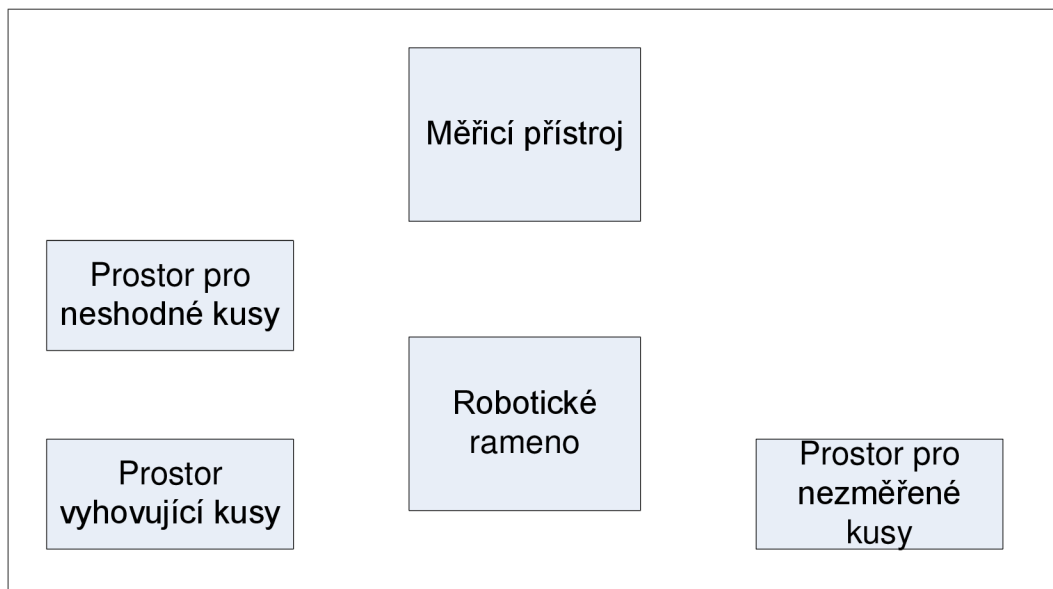 Měřicí přístroj
Prostor pro
neshodné kusy
Robotické
rameno
Prostor
vyhovující kusy
Prostor pro
nezměřené
kusy